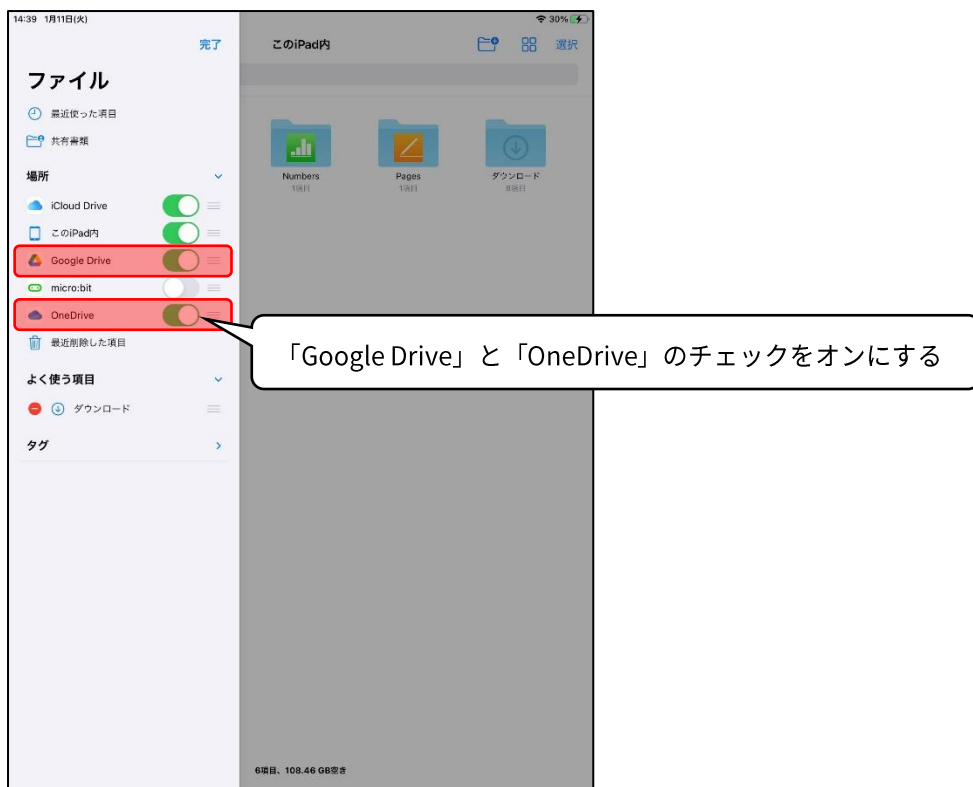 14:39 1月11日(火)
30%
完了
このiPad内
選択
ファイル
最近使った項目
共有書類
場所
iCloud Drive
このiPad内
Google Drive
micro:bit
OneDrive
最近削除した項目
よく使う項目
ダウンロード
タグ
Numbers
1項目
Pages
1項目
ダウンロード
8項目
「Google Drive」と「OneDrive」のチェックをオンにする
6項目、108.46 GB空き